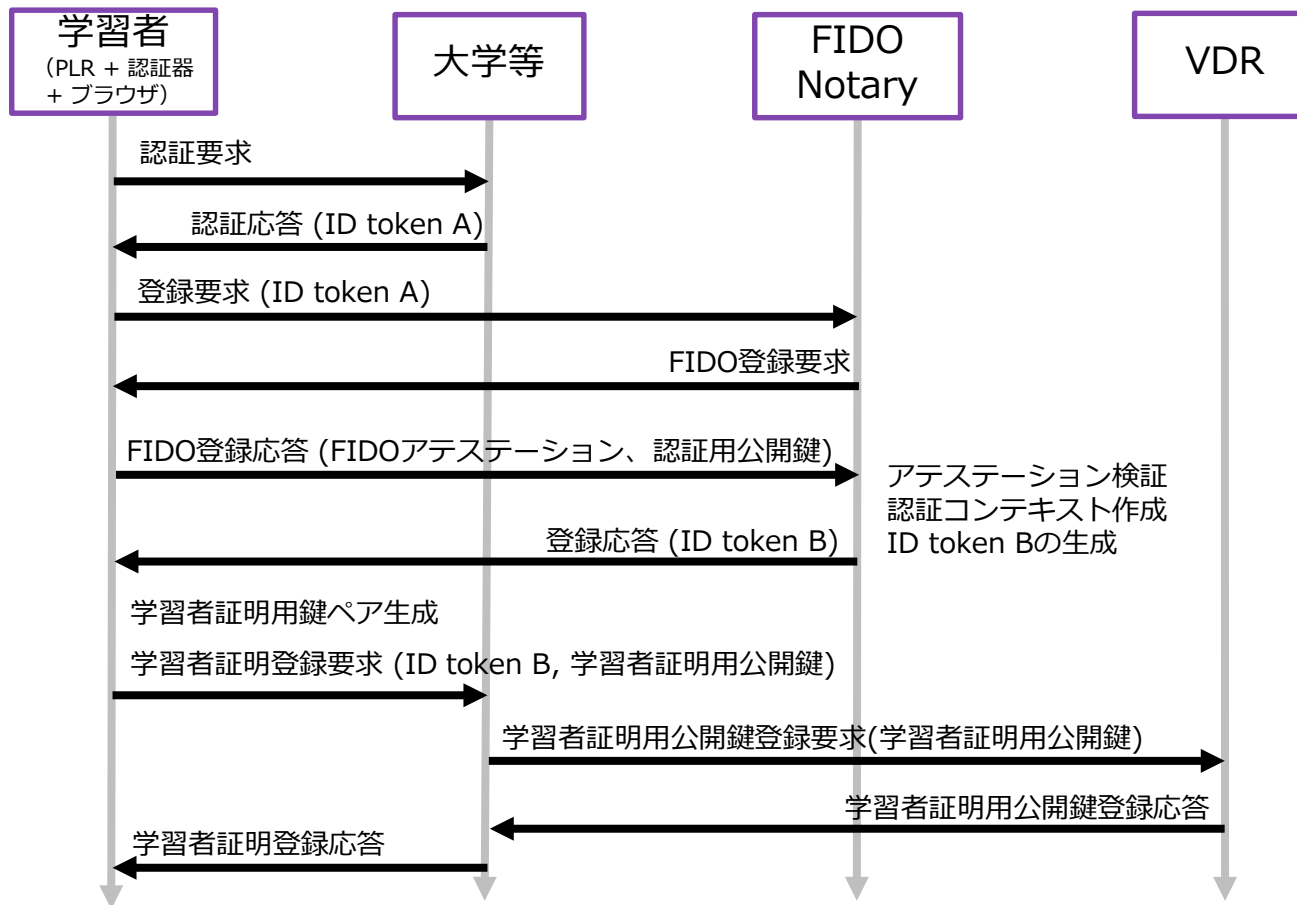 学習者
(PLR + 認証器
+ ブラウザ)
大学等
FIDO
Notary
VDR
認証要求
認証応答 (ID token A)
登録要求 (ID token A)
FIDO登録要求
FIDO登録応答 (FIDOアテステーション、認証用公開鍵)
アテステーション検証
認証コンテキスト作成
ID token Bの生成
登録応答 (ID token B)
学習者証明用鍵ペア生成
学習者証明登録要求 (ID token B, 学習者証明用公開鍵)
学習者証明用公開鍵登録要求(学習者証明用公開鍵)
学習者証明用公開鍵登録応答
学習者証明登録応答